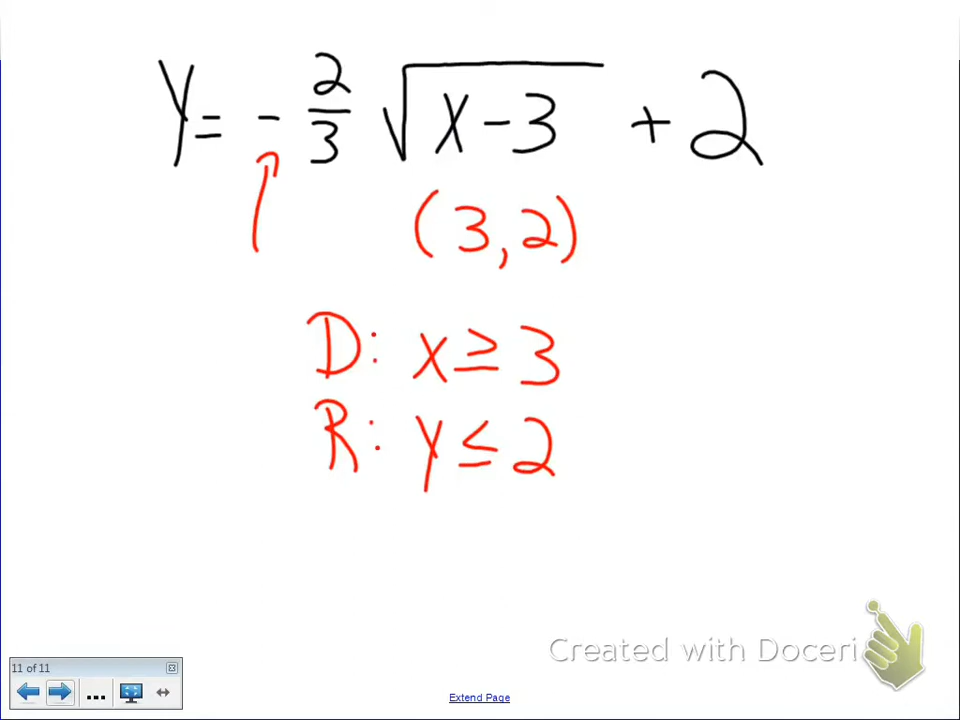 Y = - 2/3 √(X-3) + 2
(3,2)
D: X ≥ 3
R: Y ≤ 2
Created with Doceri
11 of 11
...
Extend Page